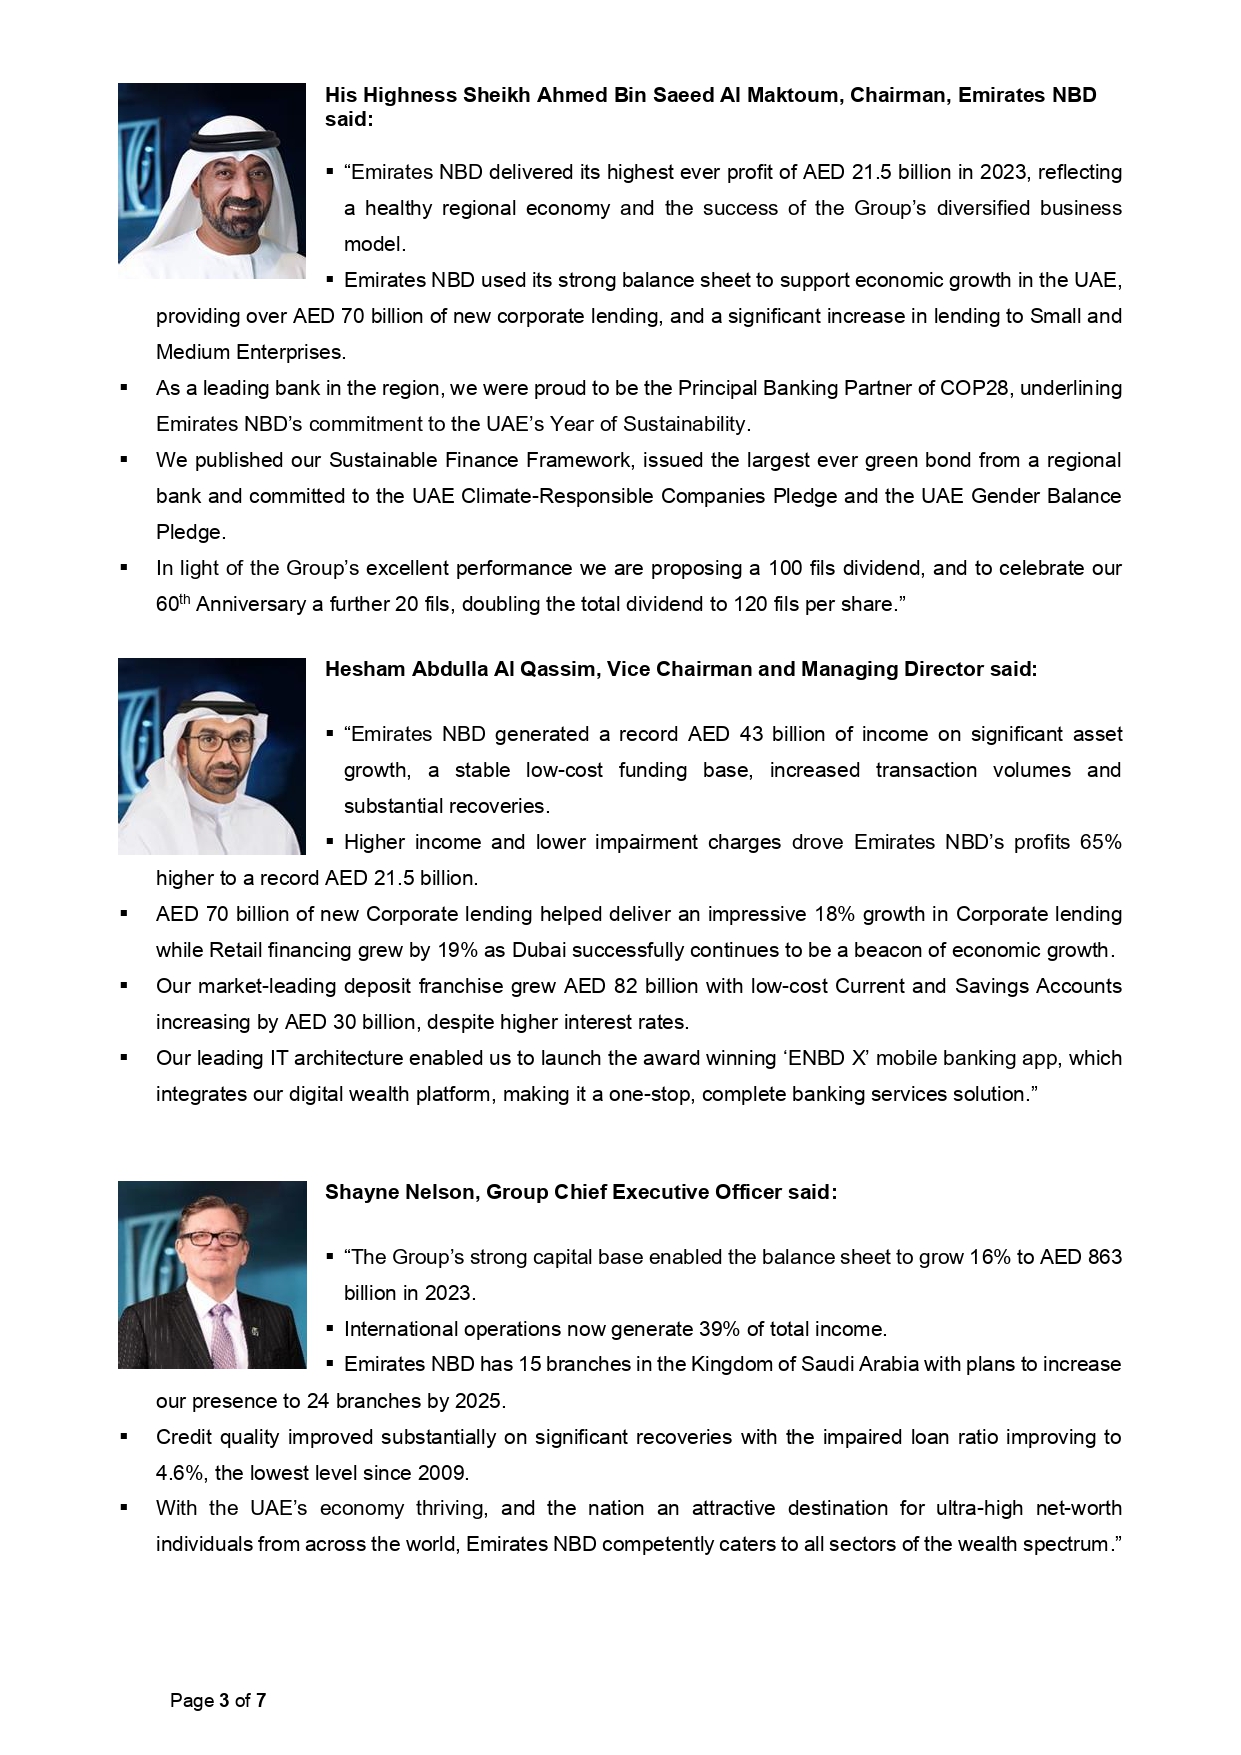 His Highness Sheikh Ahmed Bin Saeed Al Maktoum, Chairman, Emirates NBD
said:
▪ “Emirates NBD delivered its highest ever profit of AED 21.5 billion in 2023, reflecting
a healthy regional economy and the success of the Group’s diversified business
model.
▪ Emirates NBD used its strong balance sheet to support economic growth in the UAE,
providing over AED 70 billion of new corporate lending, and a significant increase in lending to Small and
Medium Enterprises.
▪ As a leading bank in the region, we were proud to be the Principal Banking Partner of COP28, underlining
Emirates NBD’s commitment to the UAE’s Year of Sustainability.
▪ We published our Sustainable Finance Framework, issued the largest ever green bond from a regional
bank and committed to the UAE Climate-Responsible Companies Pledge and the UAE Gender Balance
Pledge.
▪ In light of the Group’s excellent performance we are proposing a 100 fils dividend, and to celebrate our
60th Anniversary a further 20 fils, doubling the total dividend to 120 fils per share.”
Hesham Abdulla Al Qassim, Vice Chairman and Managing Director said:
▪ “Emirates NBD generated a record AED 43 billion of income on significant asset
growth, a stable low-cost funding base, increased transaction volumes and
substantial recoveries.
▪ Higher income and lower impairment charges drove Emirates NBD’s profits 65%
higher to a record AED 21.5 billion.
▪ AED 70 billion of new Corporate lending helped deliver an impressive 18% growth in Corporate lending
while Retail financing grew by 19% as Dubai successfully continues to be a beacon of economic growth.
▪ Our market-leading deposit franchise grew AED 82 billion with low-cost Current and Savings Accounts
increasing by AED 30 billion, despite higher interest rates.
▪ Our leading IT architecture enabled us to launch the award winning ‘ENBD X’ mobile banking app, which
integrates our digital wealth platform, making it a one-stop, complete banking services solution.”
Shayne Nelson, Group Chief Executive Officer said:
▪ “The Group’s strong capital base enabled the balance sheet to grow 16% to AED 863
billion in 2023.
▪ International operations now generate 39% of total income.
▪ Emirates NBD has 15 branches in the Kingdom of Saudi Arabia with plans to increase
our presence to 24 branches by 2025.
▪ Credit quality improved substantially on significant recoveries with the impaired loan ratio improving to
4.6%, the lowest level since 2009.
▪ With the UAE’s economy thriving, and the nation an attractive destination for ultra-high net-worth
individuals from across the world, Emirates NBD competently caters to all sectors of the wealth spectrum.”
Page 3 of 7